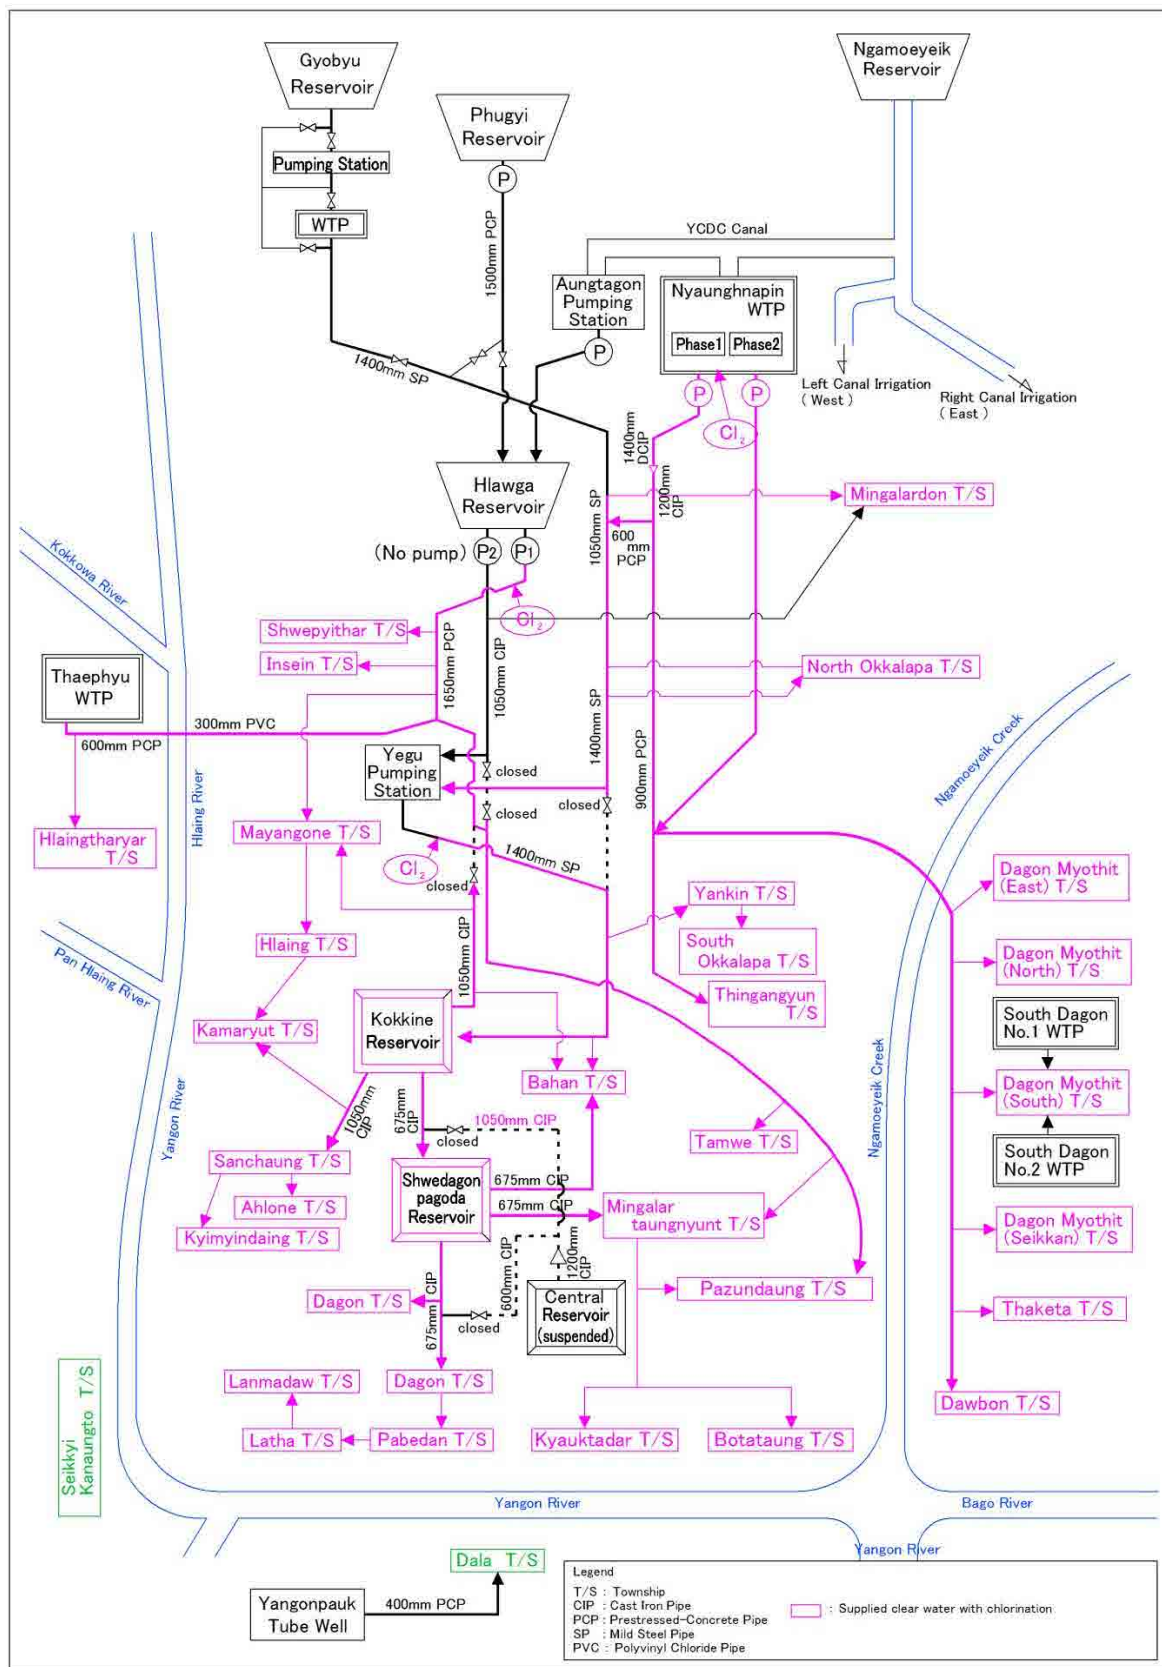 Gyobyu
Reservoir
Ngamoeyeik
Reservoir
Phugyi
Reservoir
Pumping Station
P
WTP
1500mm PCP
YCDC Canal
Aungtagon
Pumping
Station
Nyaunghnapin
WTP
Phase1
Phase2
P
1400mm SP
Left Canal Irrigation
( West )
Right Canal Irrigation
( East )
P
P
Cl2
1400mm
DCIP
Hlawga
Reservoir
1050mm SP
1200mm
CIP
Mingalardon T/S
600
mm
PCP
(No pump)
P2
P1
Kokkowa River
Cl2
Shwepyithar T/S
Insein T/S
1650mm PCP
1050mm CIP
North Okkalapa T/S
Thaephyu
WTP
300mm PVC
600mm PCP
1400mm SP
900mm PCP
Yegu
Pumping
Station
closed
closed
closed
Ngamoeyeik Creek
Hlaing River
Hlaingtharyar
T/S
Mayangone T/S
Cl2
1400mm SP
closed
Yankin T/S
Dagon Myothit
(East) T/S
Hlaing T/S
South
Okkalapa T/S
Dagon Myothit
(North) T/S
Pan Hlaing River
1050mm CIP
Thingangyun
T/S
Kamaryut T/S
Kokkine
Reservoir
South Dagon
No.1 WTP
Bahan T/S
Dagon Myothit
(South) T/S
Ngamoeyeik Creek
Yangon River
1050mm
CIP
675mm
CIP
1050mm CIP
closed
Tamwe T/S
South Dagon
No.2 WTP
Sanchaung T/S
Shwedagon
pagoda
Reservoir
675mm CIP
675mm CIP
Ahlone T/S
Kyimyindaing T/S
Mingalar
taungnyunt T/S
Dagon Myothit
(Seikkan) T/S
600mm CIP
1200mm
CIP
Dagon T/S
675mm CIP
closed
Central
Reservoir
(suspended)
Pazundaung T/S
Thaketa T/S
Lanmadaw T/S
Dagon T/S
Dawbon T/S
Latha T/S
Pabedan T/S
Kyauktadar T/S
Botataung T/S
Seikkyi
Kanaungto T/S
Yangon River
Bago River
Yangon River
Dala T/S
Yangonpauk
Tube Well
400mm PCP
Legend
T/S : Township
CIP : Cast Iron Pipe
PCP : Prestressed-Concrete Pipe
SP : Mild Steel Pipe
PVC : Polyvinyl Chloride Pipe
: Supplied clear water with chlorination